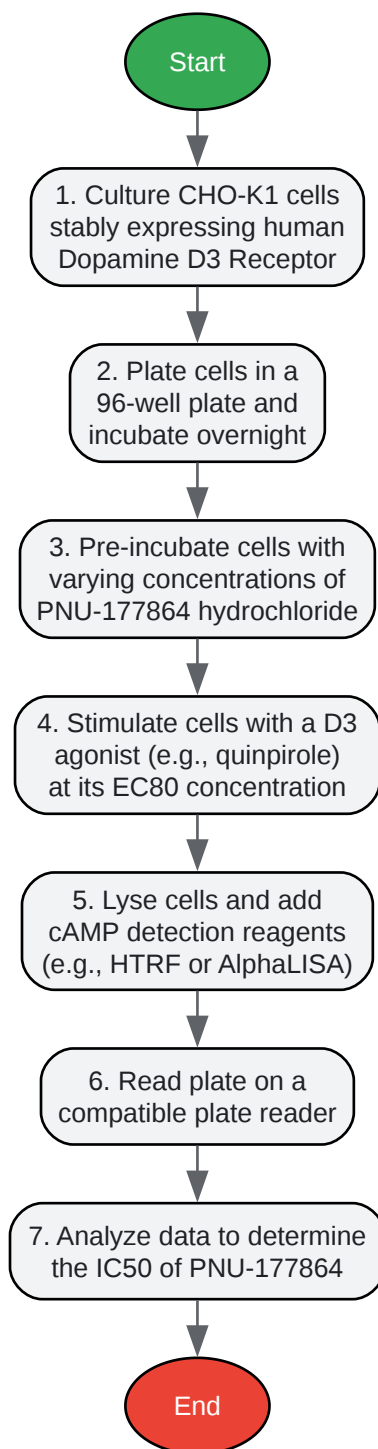 Start
1. Culture CHO-K1 cells
stably expressing human
Dopamine D3 Receptor
2. Plate cells in a
96-well plate and
incubate overnight
3. Pre-incubate cells with
varying concentrations of
PNU-177864 hydrochloride
4. Stimulate cells with a D3
agonist (e.g., quinpirole)
at its EC80 concentration
5. Lyse cells and add
cAMP detection reagents
(e.g., HTRF or AlphaLISA)
6. Read plate on a
compatible plate reader
7. Analyze data to determine
the IC50 of PNU-177864
End